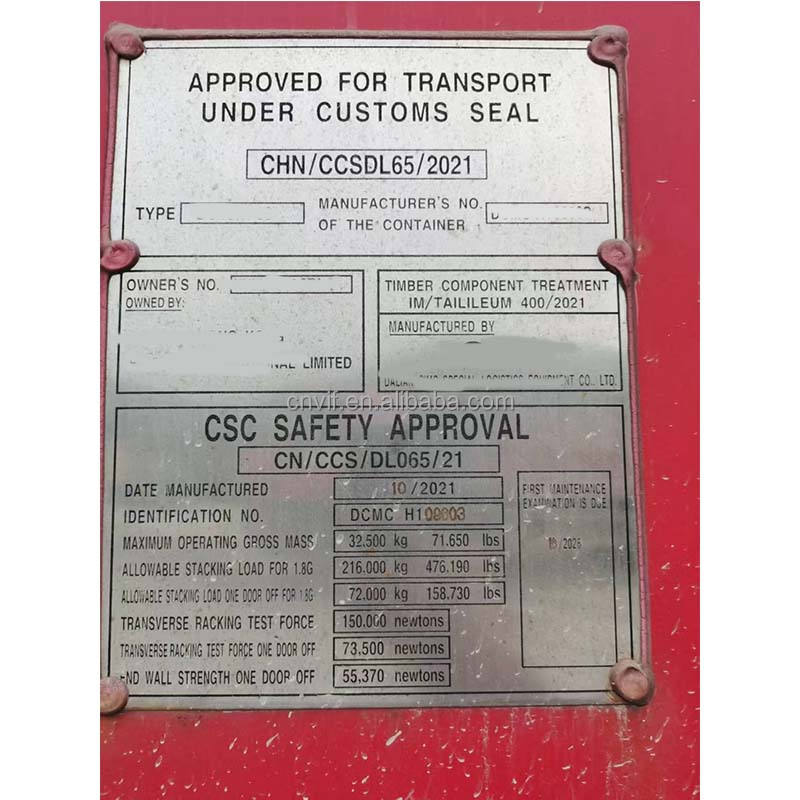 APPROVED FOR TRANSPORT
UNDER CUSTOMS SEAL
CHN/CCSDL65/2021
TYPE
MANUFACTURER'S NO.
OF THE CONTAINER
OWNER'S NO.
OWNED BY:
LIMITED
TIMBER COMPONENT TREATMENT
IM/TAILILEUM 400/2021
MANUFACTURED BY
SPECIAL LOGISTICS EQUIPMENT CO., LTD.
cnvlf.en.alibaba.com
CSC SAFETY APPROVAL
CN/CCS/DL065/21
DATE MANUFACTURED 10/2021
IDENTIFICATION NO. DCMC
MAXIMUM OPERATING GROSS MASS 32.500 kg 71.650 lbs
ALLOWABLE STACKING LOAD FOR 1.8G 216.000 kg 476.190 lbs
ALLOWABLE STACKING LOAD ONE DOOR OFF FOR 1.8G 72.000 kg 158.730 lbs
TRANSVERSE RACKING TEST FORCE 150.000 newtons
TRANSVERSE RACKING TEST FORCE ONE DOOR OFF 73,500 newtons
END WALL STRENGTH ONE DOOR OFF 55,370 newtons
FIRST MAINTENANCE
EXAMINATION IS DUE